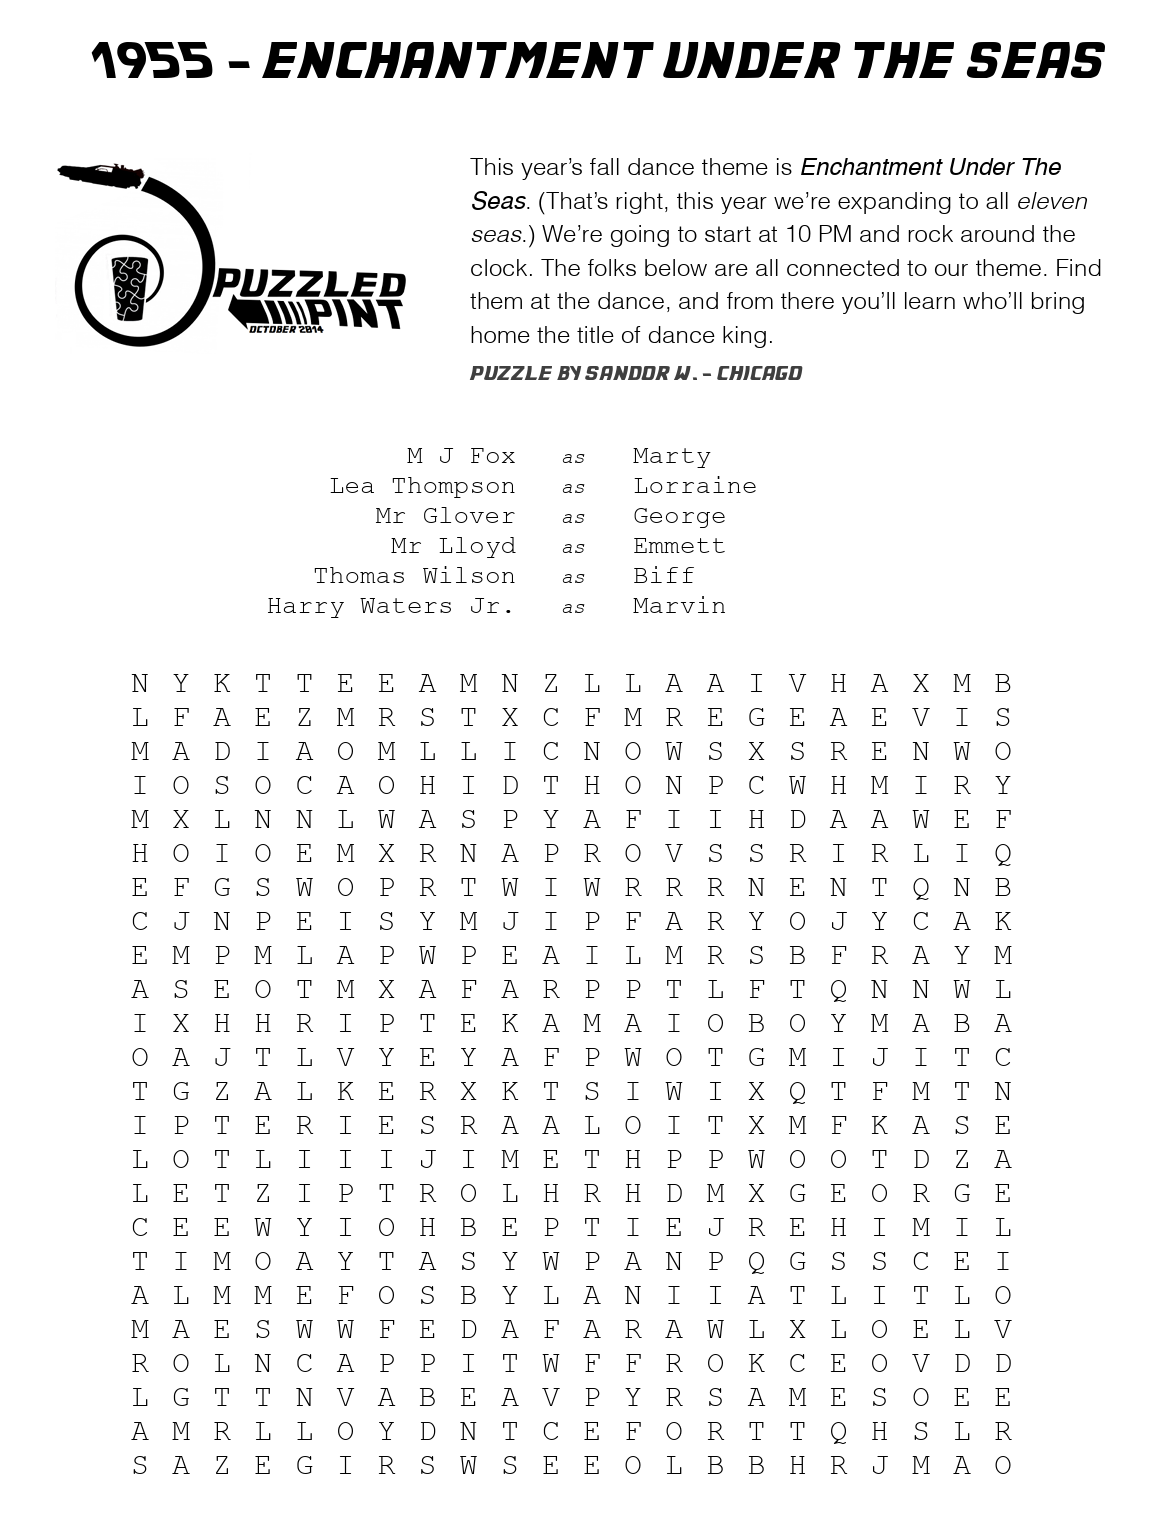 1955 - ENCHANTMENT UNDER THE SEAS
This year's fall dance theme is Enchantment Under The
Seas. (That's right, this year we're expanding to all eleven
seas.) We're going to start at 10 PM and rock around the
clock. The folks below are all connected to our theme. Find
them at the dance, and from there you'll learn who'll bring
home the title of dance king.
PUZZLE BY SANDOR W. - CHICAGO
PUZZLED
PINT
OCTOBER 2014
M J Fox as Marty
Lea Thompson as Lorraine
Mr Glover as George
Mr Lloyd as Emmett
Thomas Wilson as Biff
Harry Waters Jr. as Marvin
N Y K T T E E A M N Z L L A A I V H A X M B
L F A E Z M R S T X C F M R E G E A E V I S
M A D I A O M L L I C N O W S X S R E N W O
I O S O C A O H I D T H O N P C W H M I R Y
M X L N N L W A S P Y A F I I H D A A W E F
H O I O E M X R N A P R O V S S R I R L I Q
E F G S W O P R T W I W R R R N E N T Q N B
C J N P E I S Y M J I P F A R Y O J Y C A K
E M P M L A P W P E A I L M R S B F R A Y M
A S E O T M X A F A R P P T L F T Q N N W L
I X H H R I P T E K A M A I O B O Y M A B A
O A J T L V Y E Y A F P W O T G M I J I T C
T G Z A L K E R X K T S I W I X Q T F M T N
I P T E R I E S R A A L O I T X M F K A S E
L O T L I I I J I M E T H P P W O O T D Z A
L E T Z I P T R O L H R H D M X G E O R G E
C E E W Y I O H B E P T I E J R E H I M I L
T I M O A Y T A S Y W P A N P Q G S S C E I
A L M M E F O S B Y L A N I I A T L I T L O
M A E S W W F E D A F A R A W L X L O E L V
R O L N C A P P I T W F F R O K C E O V D D
L G T T N V A B E A V P Y R S A M E S O E E
A M R L L O Y D N T C E F O R T T Q H S L R
S A Z E G I R S W S E E O L B B H R J M A O